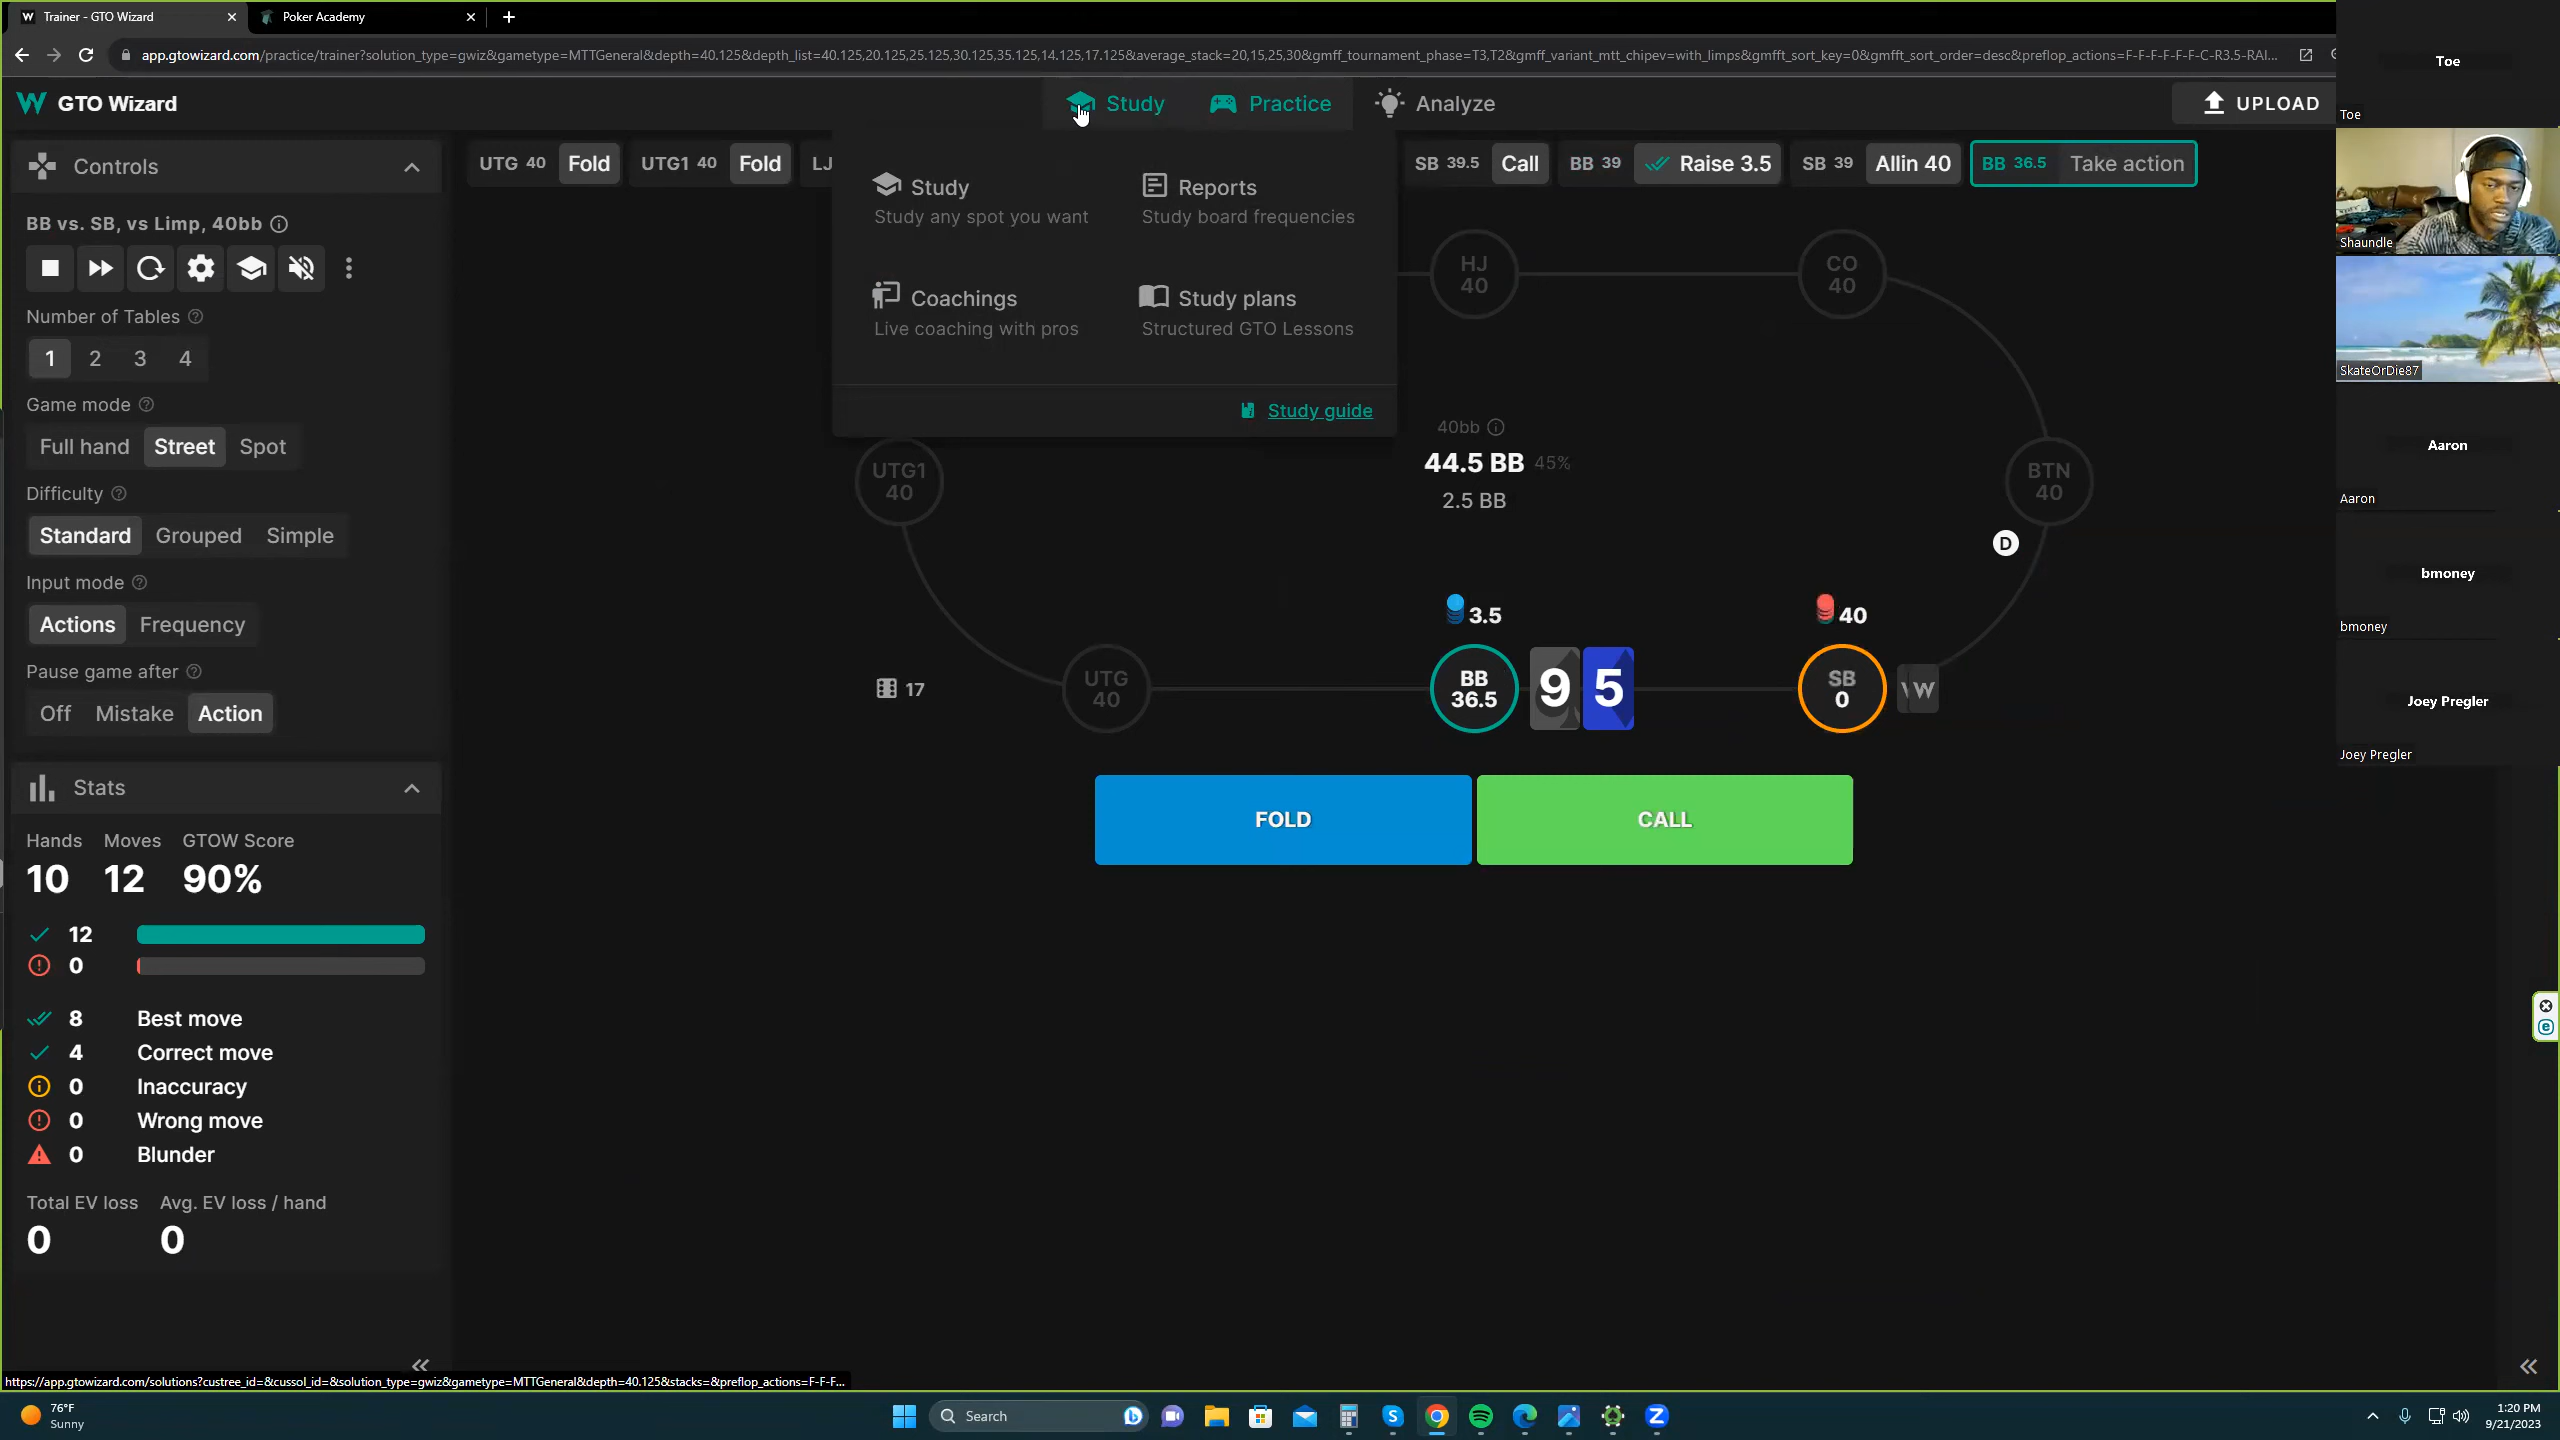 Trainer - GTO Wizard
Poker Academy
app.gtowizard.com/practice/trainer?solution_type=gwiz&gametype=MTTGeneral&depth=40.125&depth_list=40.125,20.125,25.125,30.125,35.125,14.125,17.125&average_stack=20,15,25,30&gmff_tournament_phase=T3,T2&gmff_variant_mtt_chipev=with_limps&gmfft_sort_key=0&gmfft_sort_order=desc&preflop_actions=F-F-F-F-F-F-C-R3.5-RAI...
GTO Wizard
Study
Practice
Analyze
UPLOAD
Controls
UTG 40 Fold
UTG1 40 Fold
LJ
SB 39.5 Call
BB 39 Raise 3.5
SB 39 Allin 40
BB 36.5 Take action
Study
Study any spot you want
Reports
Study board frequencies
Coachings
Live coaching with pros
Study plans
Structured GTO Lessons
Study guide
BB vs. SB, vs Limp, 40bb
Number of Tables
1 2 3 4
Game mode
Full hand Street Spot
Difficulty
Standard Grouped Simple
Input mode
Actions Frequency
Pause game after
Off Mistake Action
Stats
Hands Moves GTOW Score
10 12 90%
12
0
8 Best move
4 Correct move
0 Inaccuracy
0 Wrong move
0 Blunder
Total EV loss Avg. EV loss / hand
0 0
HJ
40
CO
40
UTG1
40
40bb
44.5 BB 45%
2.5 BB
BTN
40
D
3.5
40
17
UTG
40
BB
36.5
9 5
SB
0
W
FOLD
CALL
Toe
Toe
Shaundle
SkateOrDie87
Aaron
Aaron
bmoney
bmoney
Joey Pregler
Joey Pregler
https://app.gtowizard.com/solutions?custree_id=&cussol_id=&solution_type=gwiz&gametype=MTTGeneral&depth=40.125&stacks=&preflop_actions=F-F-F...
76°F
Sunny
Search
1:20 PM
9/21/2023